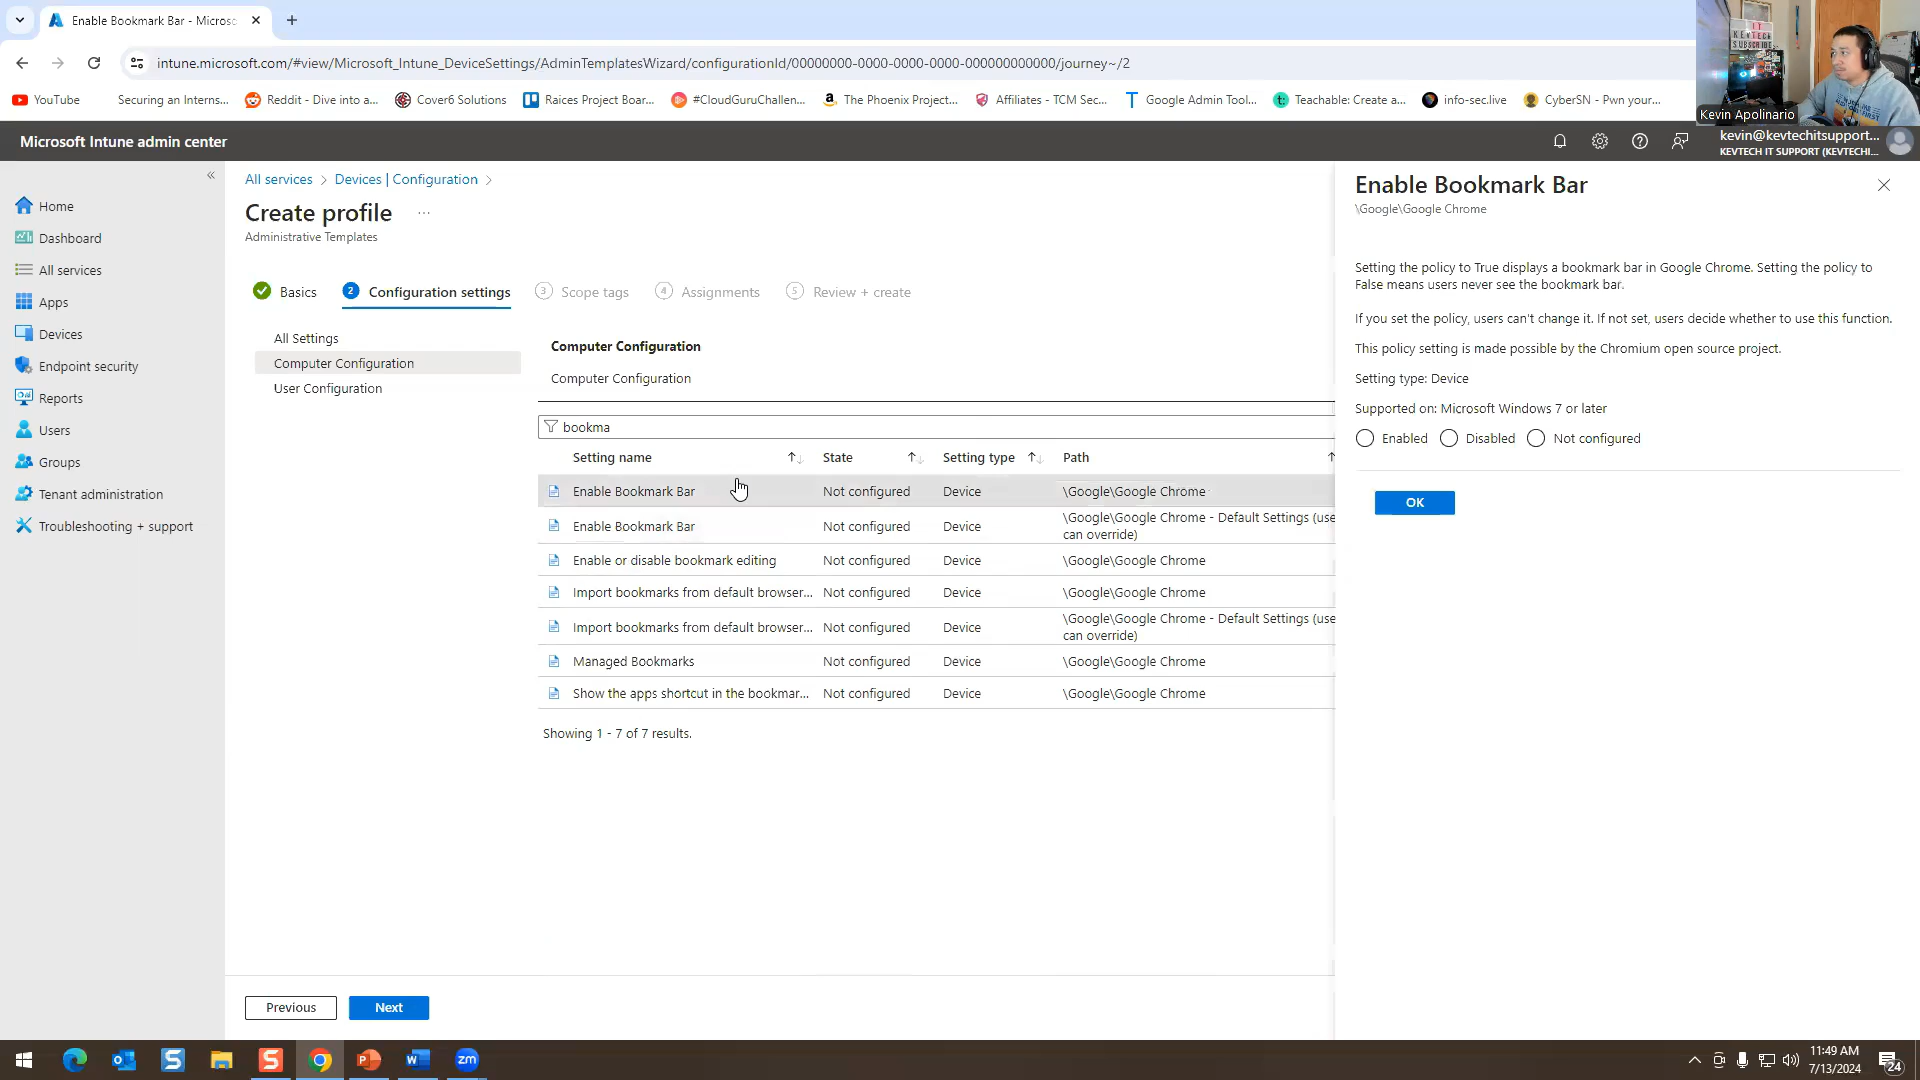 Enable Bookmark Bar - Microso
intune.microsoft.com/#view/Microsoft_Intune_DeviceSettings/AdminTemplatesWizard/configurationId/00000000-0000-0000-0000-000000000000/journey~/2
YouTube
Securing an Interns...
Reddit - Dive into a...
Cover6 Solutions
Raices Project Boar...
#CloudGuruChallen...
The Phoenix Project...
Affiliates - TCM Sec...
Google Admin Tool...
Teachable: Create a...
info-sec.live
CyberSN - Pwn your...
IT
KEVTECH
SUBSCRIBE
Kevin Apolinario
Microsoft Intune admin center
kevin@kevtechitsupport...
KEVTECH IT SUPPORT (KEVTECHI...
Home
Dashboard
All services
Apps
Devices
Endpoint security
Reports
Users
Groups
Tenant administration
Troubleshooting + support
All services > Devices | Configuration >
Create profile ...
Administrative Templates
Basics
2 Configuration settings
3 Scope tags
4 Assignments
5 Review + create
All Settings
Computer Configuration
User Configuration
Computer Configuration
Computer Configuration
bookma
Setting name State Setting type Path
Enable Bookmark Bar Not configured Device \Google\Google Chrome
Enable Bookmark Bar Not configured Device \Google\Google Chrome - Default Settings (use
can override)
Enable or disable bookmark editing Not configured Device \Google\Google Chrome
Import bookmarks from default browser... Not configured Device \Google\Google Chrome
Import bookmarks from default browser... Not configured Device \Google\Google Chrome - Default Settings (use
can override)
Managed Bookmarks Not configured Device \Google\Google Chrome
Show the apps shortcut in the bookmar... Not configured Device \Google\Google Chrome
Showing 1 - 7 of 7 results.
Previous
Next
Enable Bookmark Bar
\Google\Google Chrome
Setting the policy to True displays a bookmark bar in Google Chrome. Setting the policy to
False means users never see the bookmark bar.
If you set the policy, users can't change it. If not set, users decide whether to use this function.
This policy setting is made possible by the Chromium open source project.
Setting type: Device
Supported on: Microsoft Windows 7 or later
Enabled Disabled Not configured
OK
zm
11:49 AM
7/13/2024
24